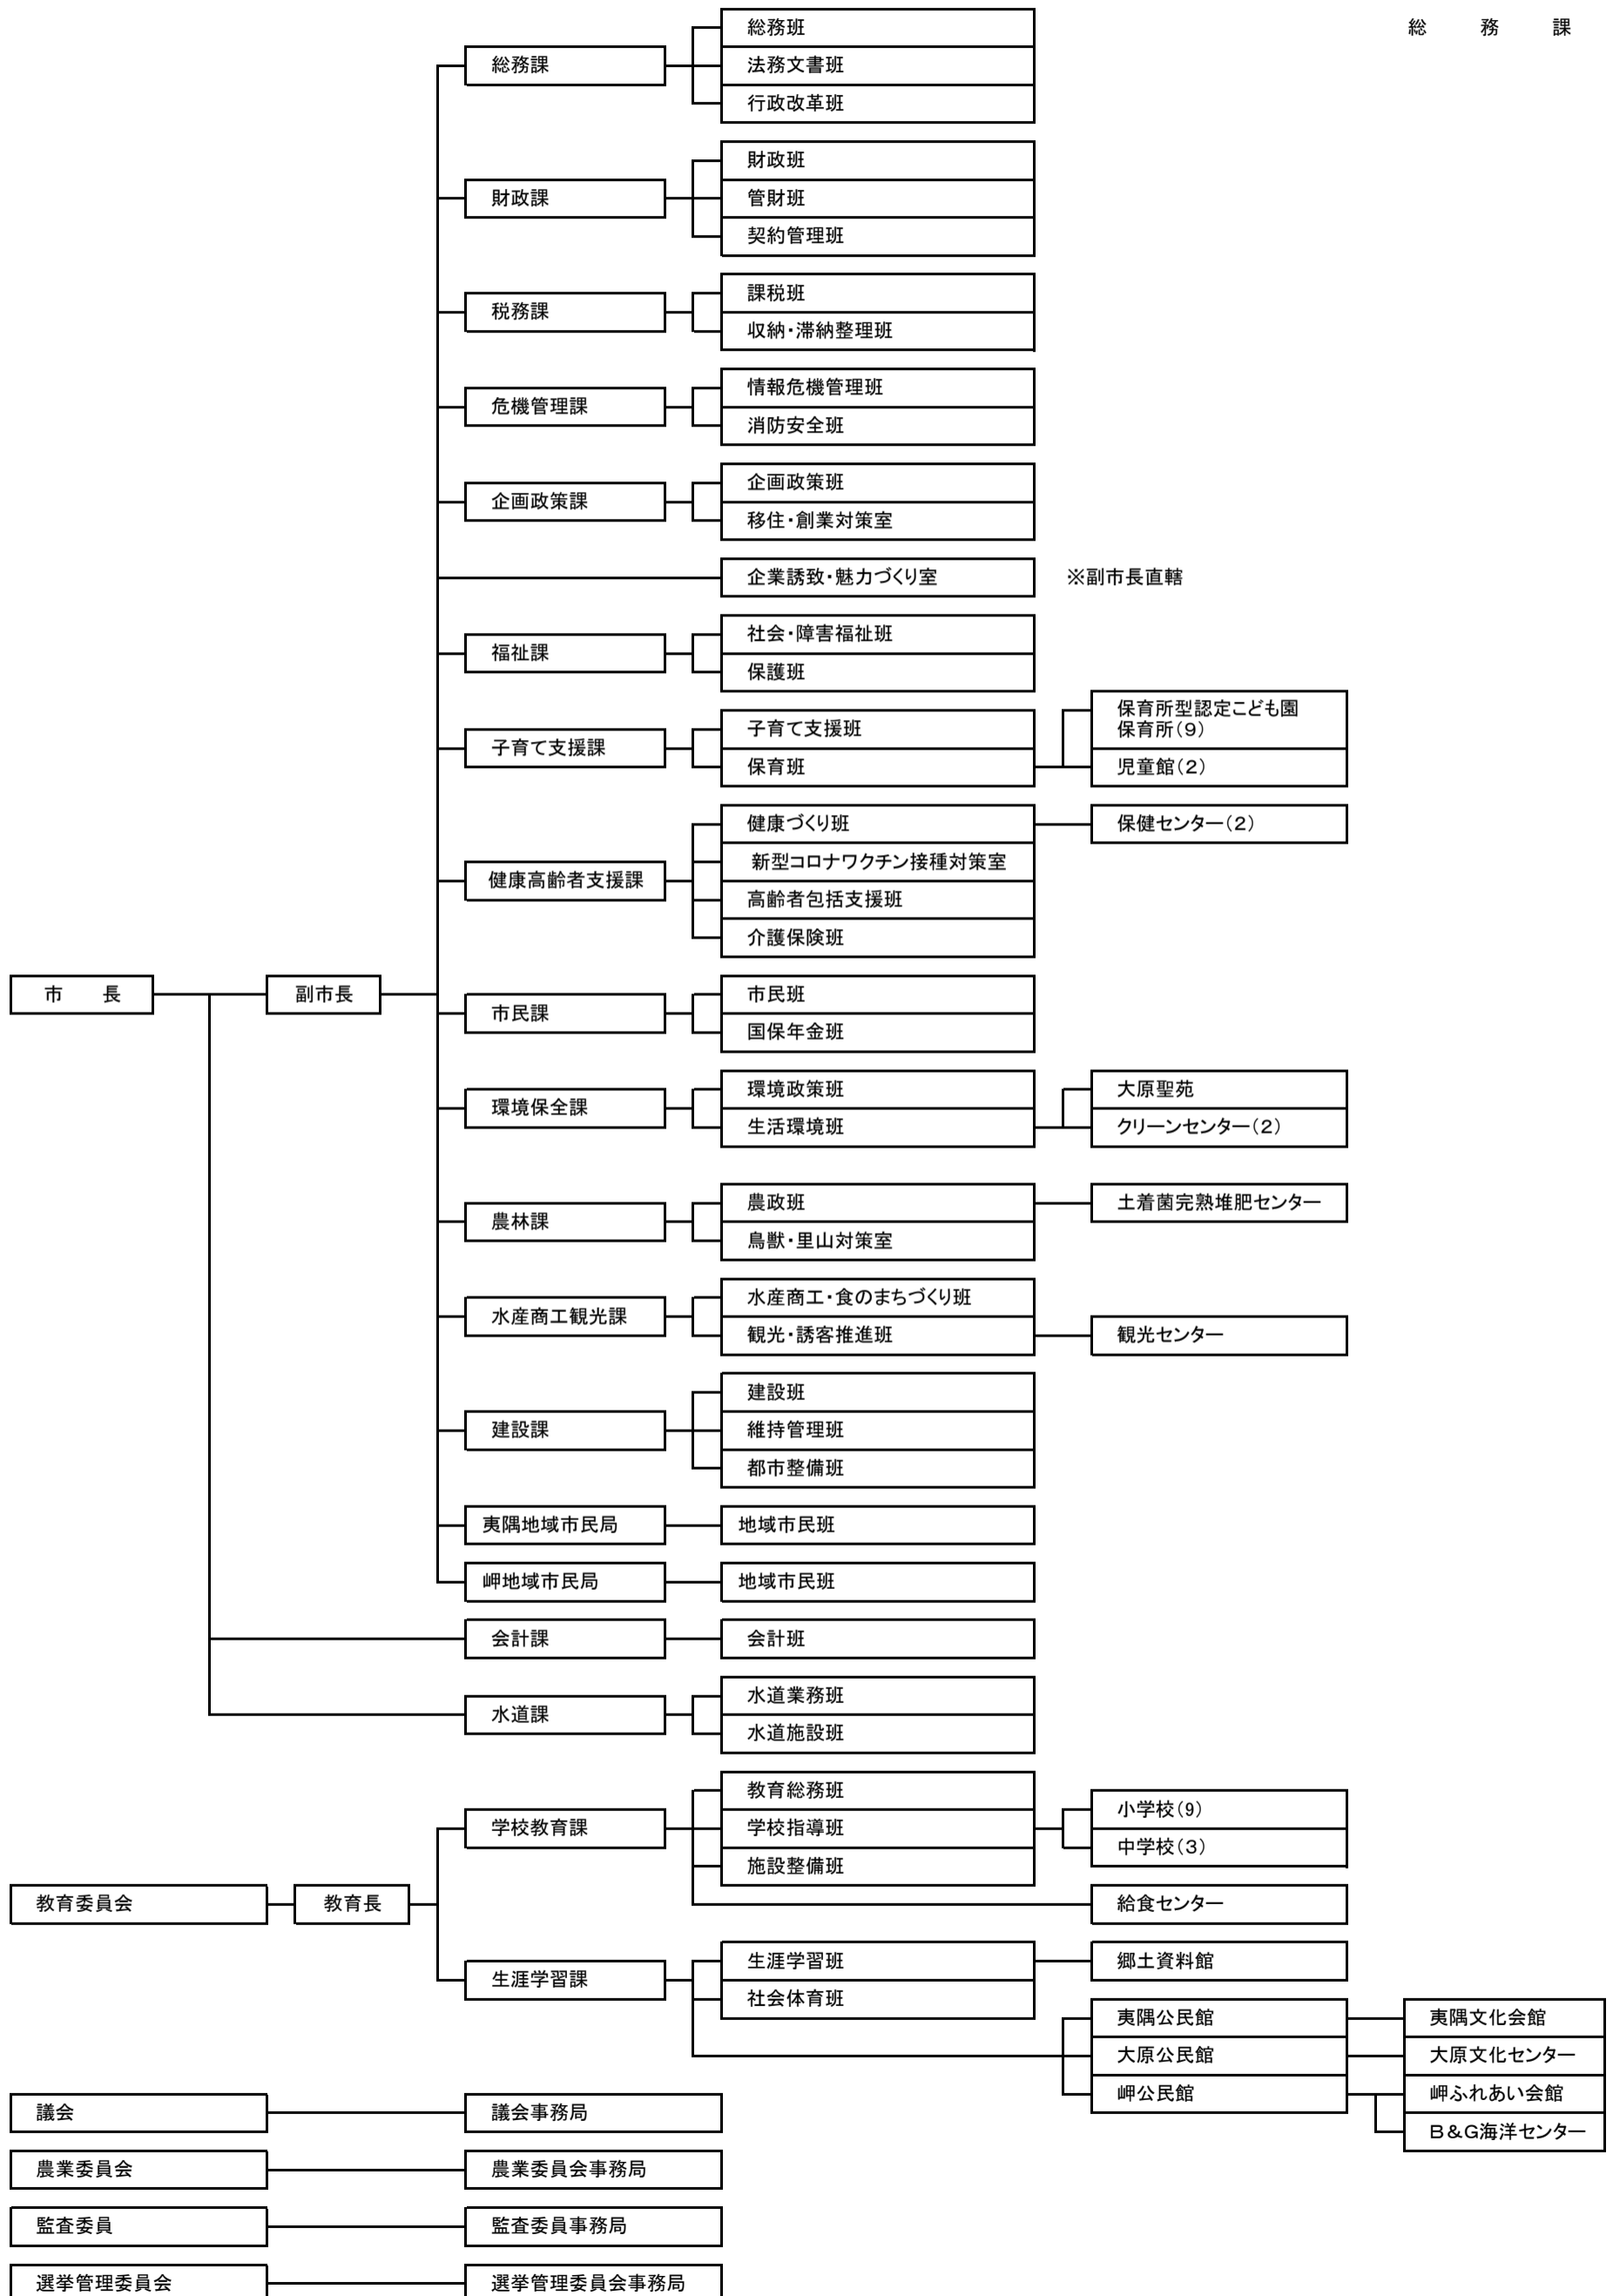 総　務　課
総務課
総務班
法務文書班
行政改革班
財政課
財政班
管財班
契約管理班
税務課
課税班
収納・滞納整理班
危機管理課
情報危機管理班
消防安全班
企画政策課
企画政策班
移住・創業対策室
企業誘致・魅力づくり室
※副市長直轄
福祉課
社会・障害福祉班
保護班
子育て支援課
子育て支援班
保育班
保育所型認定こども園
保育所(9)
児童館(2)
健康高齢者支援課
健康づくり班
新型コロナワクチン接種対策室
高齢者包括支援班
介護保険班
保健センター(2)
市　長
副市長
市民課
市民班
国保年金班
環境保全課
環境政策班
生活環境班
大原聖苑
クリーンセンター(2)
農林課
農政班
鳥獣・里山対策室
土着菌完熟堆肥センター
水産商工観光課
水産商工・食のまちづくり班
観光・誘客推進班
観光センター
建設課
建設班
維持管理班
都市整備班
夷隅地域市民局
地域市民班
岬地域市民局
地域市民班
会計課
会計班
水道課
水道業務班
水道施設班
教育委員会
教育長
学校教育課
教育総務班
学校指導班
施設整備班
小学校(9)
中学校(3)
給食センター
生涯学習課
生涯学習班
社会体育班
郷土資料館
夷隅公民館
大原公民館
岬公民館
夷隅文化会館
大原文化センター
岬ふれあい会館
B&G海洋センター
議会
議会事務局
農業委員会
農業委員会事務局
監査委員
監査委員事務局
選挙管理委員会
選挙管理委員会事務局